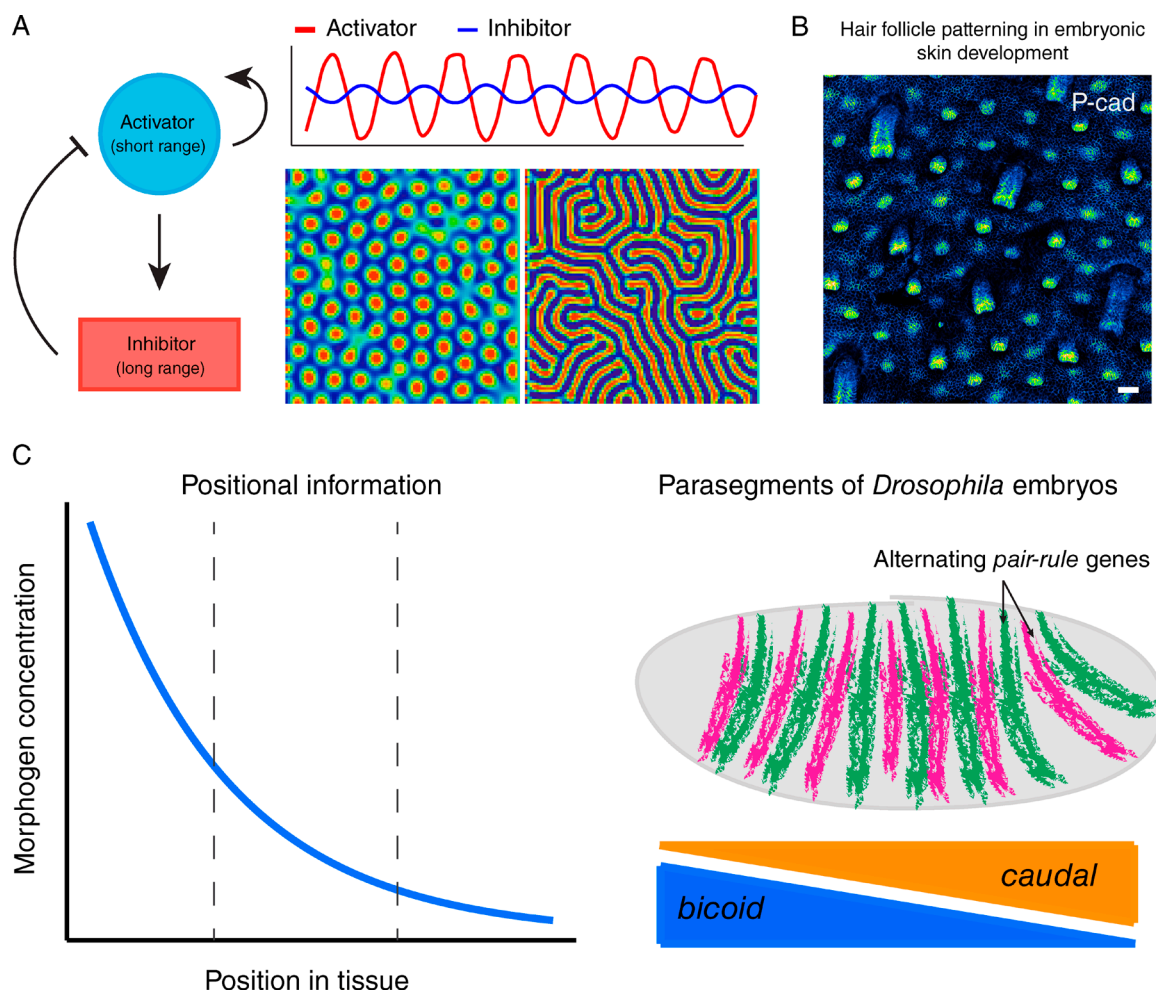 A
Activator
Inhibitor
Activator
(short range)
Inhibitor
(long range)
B
Hair follicle patterning in embryonic
skin development
P-cad
C
Positional information
Morphogen concentration
Position in tissue
Parasegments of Drosophila embryos
Alternating pair-rule genes
caudal
bicoid